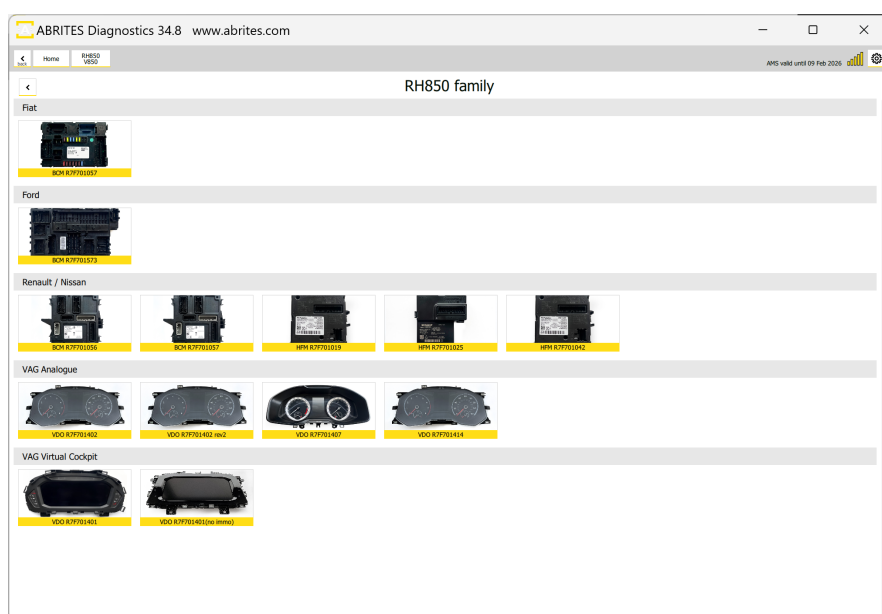 ABRITES Diagnostics 34.8 www.abrites.com
back
Home
RH850
V850
AMS valid until 09 Feb 2026
RH850 family
Fiat
BCM R7F701057
Ford
BCM R7F701573
Renault / Nissan
BCM R7F701056
BCM R7F701057
HFM R7F701019
HFM R7F701025
HFM R7F701042
VAG Analogue
VDO R7F701402
VDO R7F701402 rev2
VDO R7F701407
VDO R7F701414
VAG Virtual Cockpit
VDO R7F701401
VDO R7F701401(no immo)